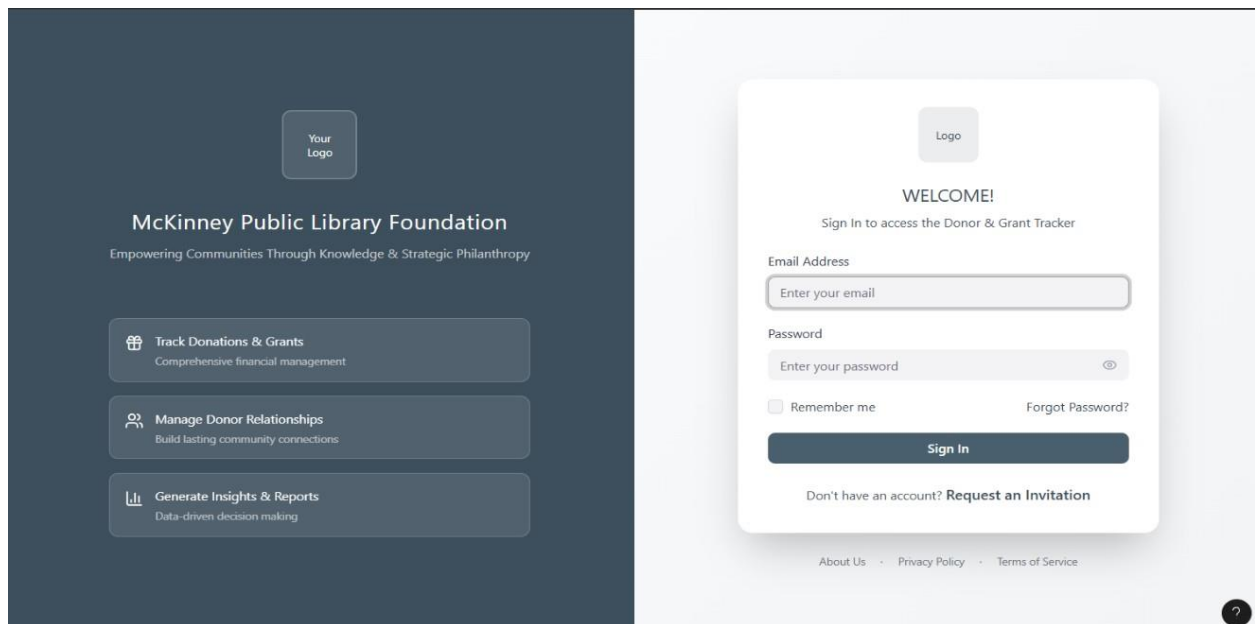 Your
Logo
McKinney Public Library Foundation
Empowering Communities Through Knowledge & Strategic Philanthropy
Track Donations & Grants
Comprehensive financial management
Manage Donor Relationships
Build lasting community connections
Generate Insights & Reports
Data-driven decision making
Logo
WELCOME!
Sign In to access the Donor & Grant Tracker
Email Address
Enter your email
Password
Enter your password
Remember me Forgot Password?
Sign In
Don't have an account? Request an Invitation
About Us · Privacy Policy · Terms of Service
?